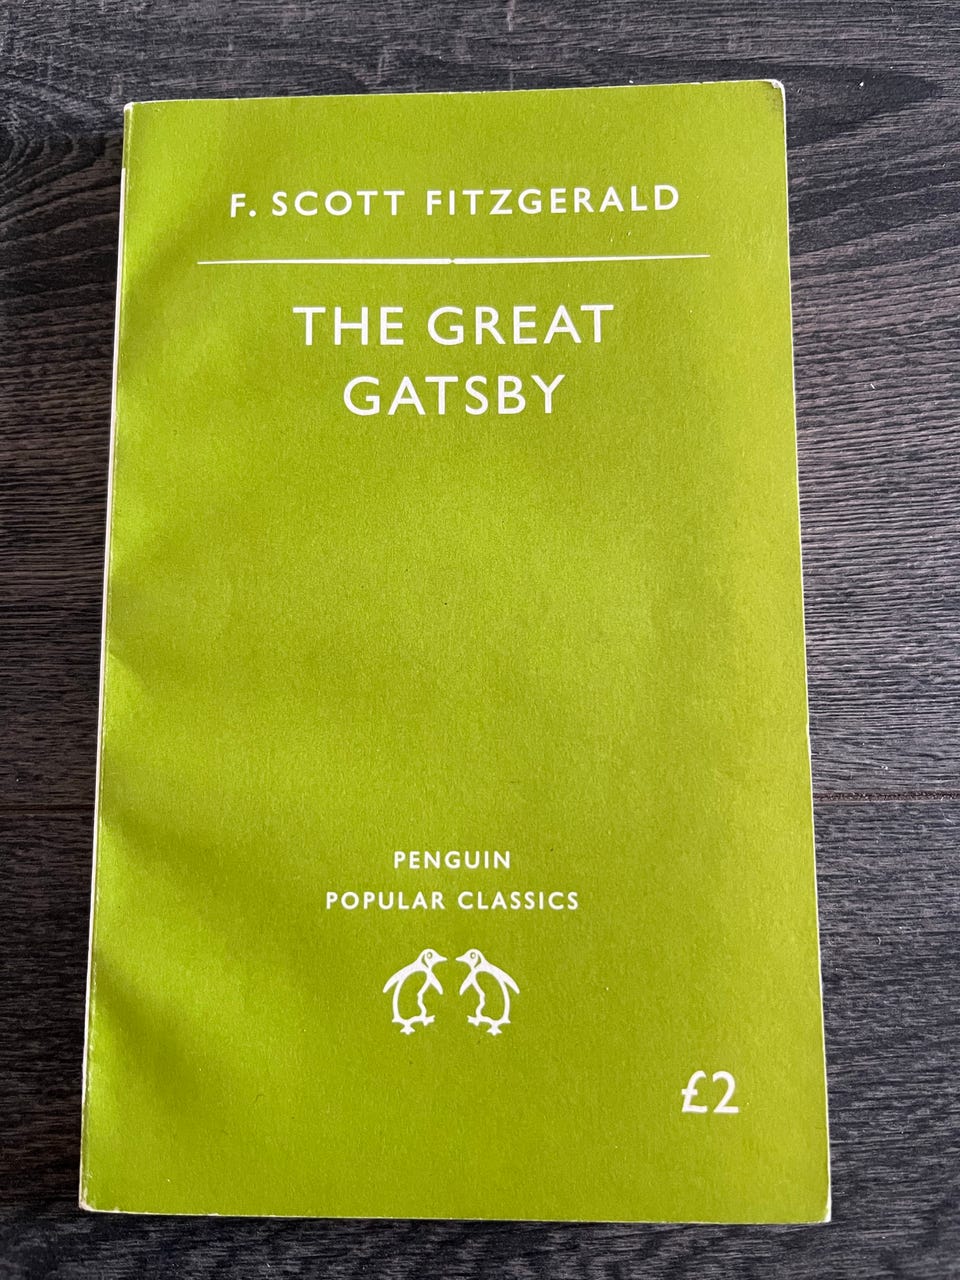 F. SCOTT FITZGERALD
THE GREAT
GATSBY
PENGUIN
POPULAR CLASSICS
£2